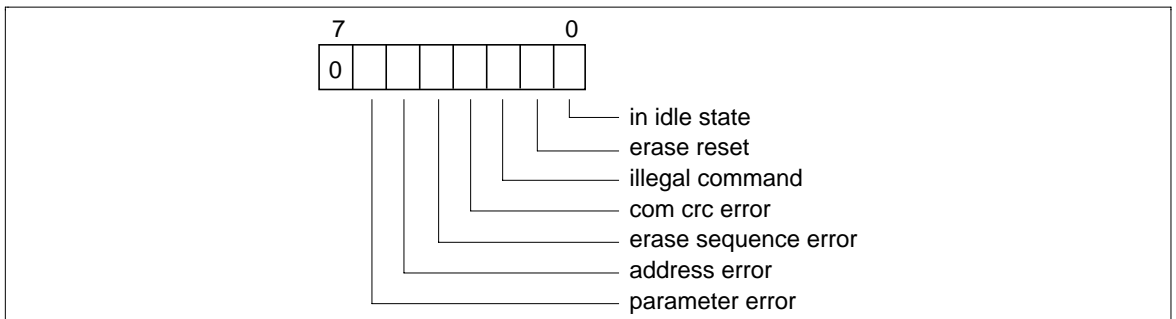 7 0
0
in idle state
erase reset
illegal command
com crc error
erase sequence error
address error
parameter error